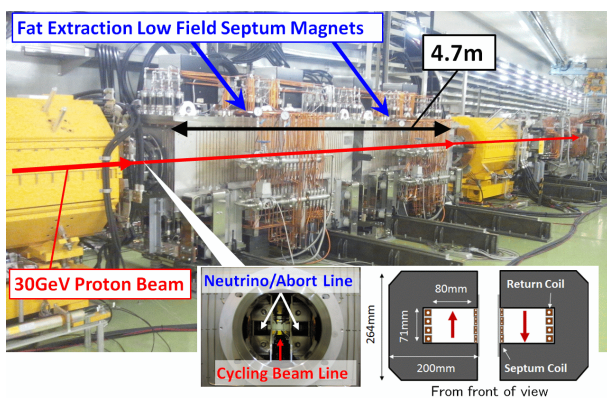 Fat Extraction Low Field Septum Magnets
4.7m
30GeV Proton Beam
Neutrino/Abort Line
Cycling Beam Line
264mm
80mm
71mm
200mm
Return Coil
Septum Coil
From front of view